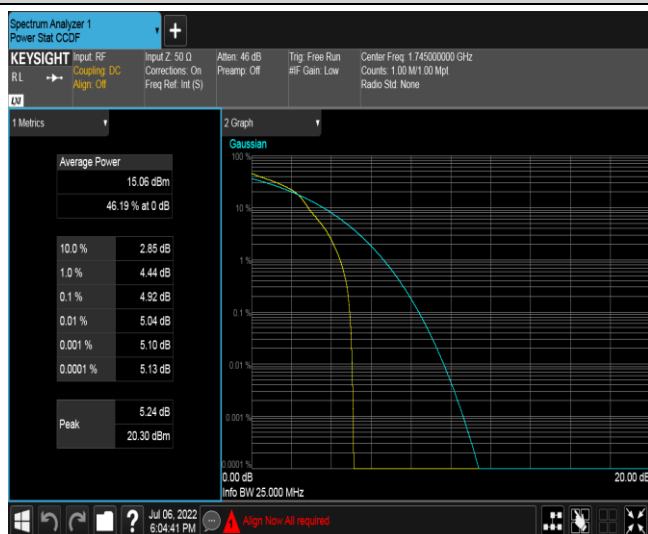 Spectrum Analyzer 1
Power Stat CCDF
+
KEYSIGHT
RL
LXI
Input: RF
Coupling: DC
Align: Off
Input Z: 50 Ω
Corrections: On
Freq Ref: Int (S)
Atten: 46 dB
Preamp: Off
Trig: Free Run
#IF Gain: Low
Center Freq: 1.745000000 GHz
Counts: 1.00 M/1.00 Mpt
Radio Std: None
1 Metrics
Average Power
15.06 dBm
46.19 % at 0 dB
10.0 % 2.85 dB
1.0 % 4.44 dB
0.1 % 4.92 dB
0.01 % 5.04 dB
0.001 % 5.10 dB
0.0001 % 5.13 dB
Peak
5.24 dB
20.30 dBm
2 Graph
Gaussian
100 %
10 %
1 %
0.1 %
0.01 %
0.001 %
0.0001 %
0.00 dB 20.00 dB
Info BW 25.000 MHz
?
Jul 06, 2022
6:04:41 PM
Align Now All required